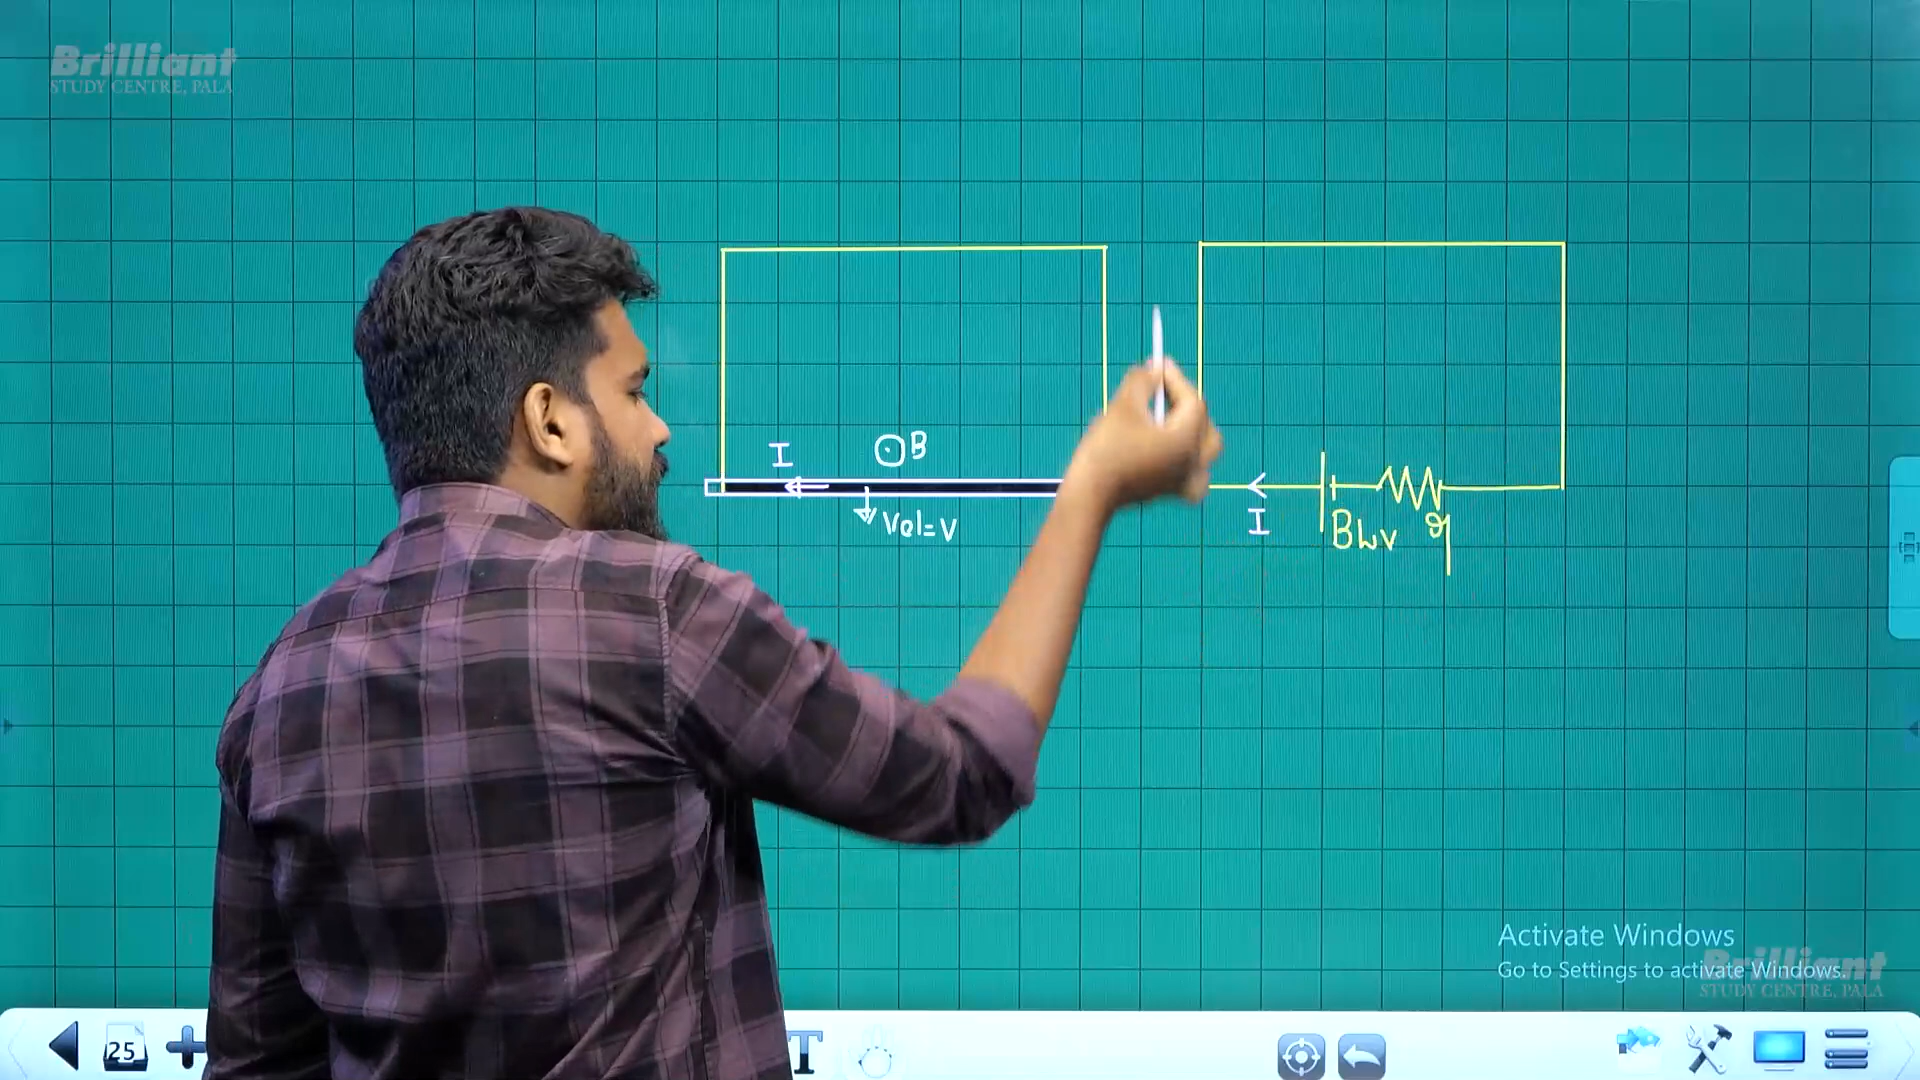 Brilliant
STUDY CENTRE, PALA
I
B
Vel=V
I
BLV
r
Activate Windows
Go to Settings to activate Windows.
Brilliant
STUDY CENTRE, PALA
25
T